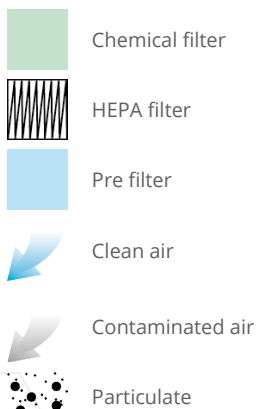 Chemical filter
HEPA filter
Pre filter
Clean air
Contaminated air
Particulate